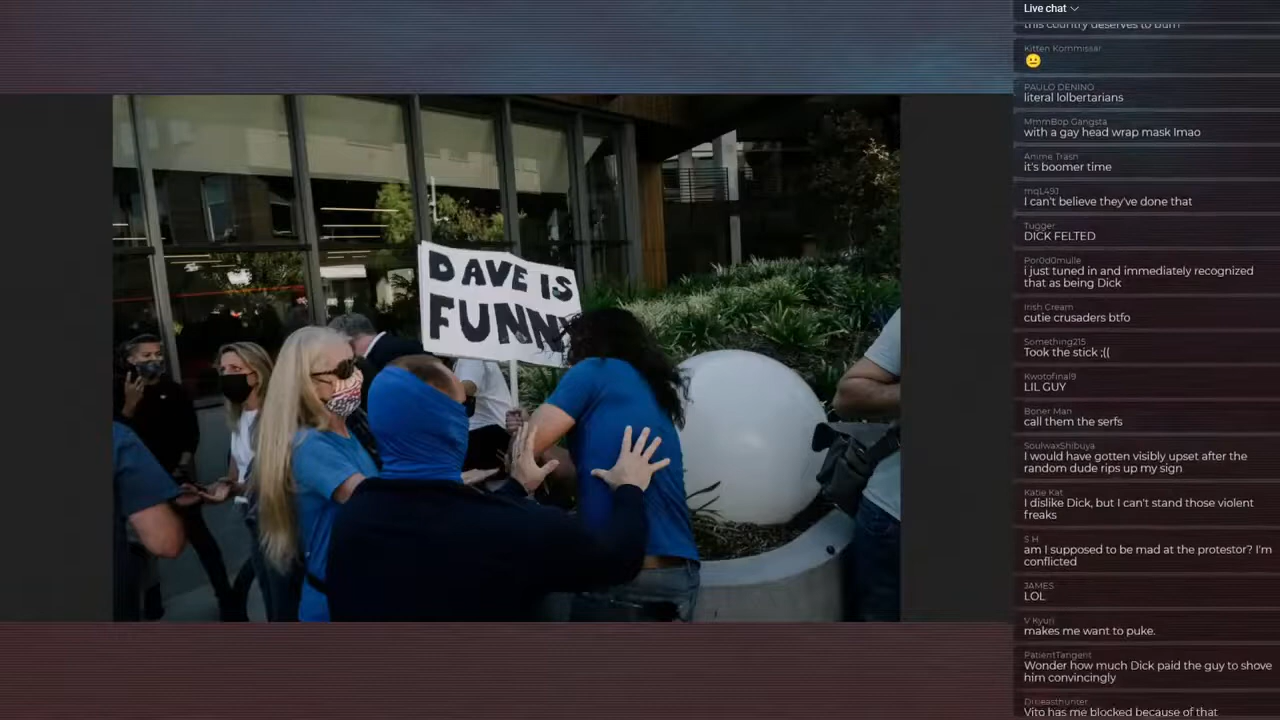 DAVE IS
FUNNY
Live chat
this country deserves to burn
Kitten Kommissar
PAULO DENINO
literal lolbertarians
MmmBop Gangsta
with a gay head wrap mask lmao
Anime Trash
it's boomer time
mqL49J
I can't believe they've done that
Tugger
DICK FELTED
Por0d0mulle
i just tuned in and immediately recognized
that as being Dick
Irish Cream
cutie crusaders btfo
Something215
Took the stick ;((
Kwotofinal9
LIL GUY
Boner Man
call them the serfs
SoulwaxShibuya
I would have gotten visibly upset after the
random dude rips up my sign
Katie Kat
I dislike Dick, but I can't stand those violent
freaks
S H
am I supposed to be mad at the protestor? I'm
conflicted
JAMES
LOL
V Kyuri
makes me want to puke.
PatientTangent
Wonder how much Dick paid the guy to shove
him convincingly
Vito has me blocked because of that